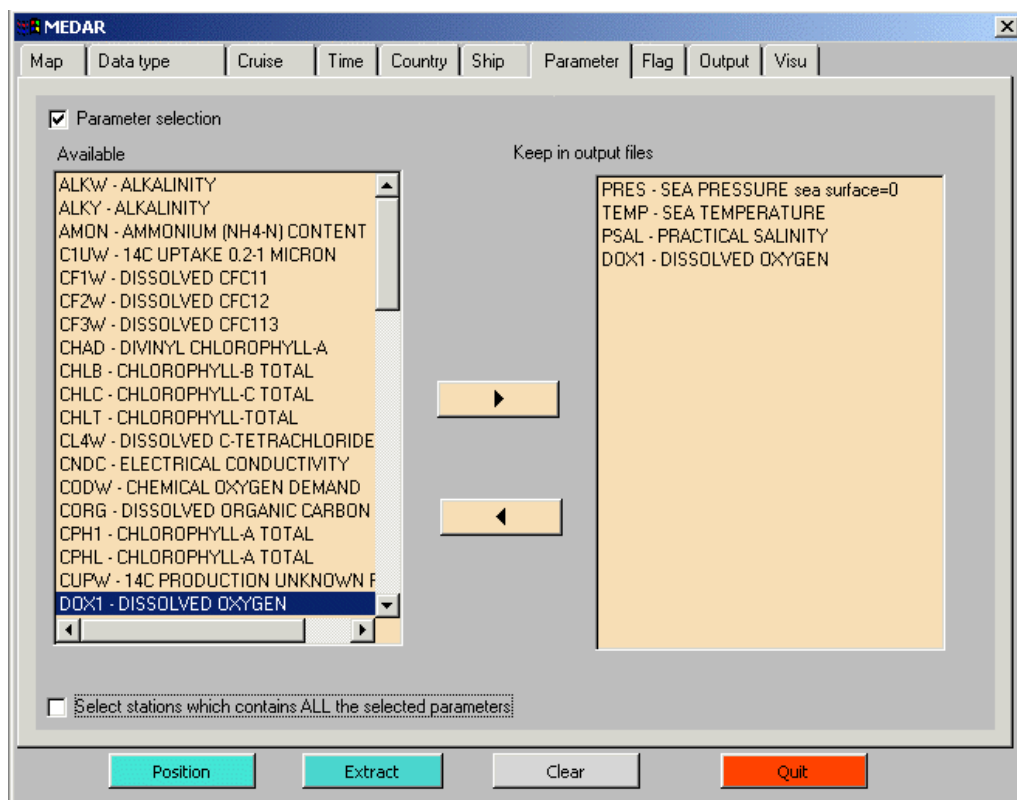 MEDAR
Map Data type Cruise Time Country Ship Parameter Flag Output Visu
Parameter selection
Available
ALKW - ALKALINITY
ALKY - ALKALINITY
AMON - AMMONIUM (NH4-N) CONTENT
C1UW - 14C UPTAKE 0.2-1 MICRON
CF1W - DISSOLVED CFC11
CF2W - DISSOLVED CFC12
CF3W - DISSOLVED CFC113
CHAD - DIVINYL CHLOROPHYLL-A
CHLB - CHLOROPHYLL-B TOTAL
CHLC - CHLOROPHYLL-C TOTAL
CHLT - CHLOROPHYLL-TOTAL
CL4W - DISSOLVED C-TETRACHLORIDE
CNDC - ELECTRICAL CONDUCTIVITY
CODW - CHEMICAL OXYGEN DEMAND
CORG - DISSOLVED ORGANIC CARBON
CPH1 - CHLOROPHYLL-A TOTAL
CPHL - CHLOROPHYLL-A TOTAL
CUPW - 14C PRODUCTION UNKNOWN
DOX1 - DISSOLVED OXYGEN
Keep in output files
PRES - SEA PRESSURE sea surface=0
TEMP - SEA TEMPERATURE
PSAL - PRACTICAL SALINITY
DOX1 - DISSOLVED OXYGEN
Select stations which contains ALL the selected parameters
Position Extract Clear Quit